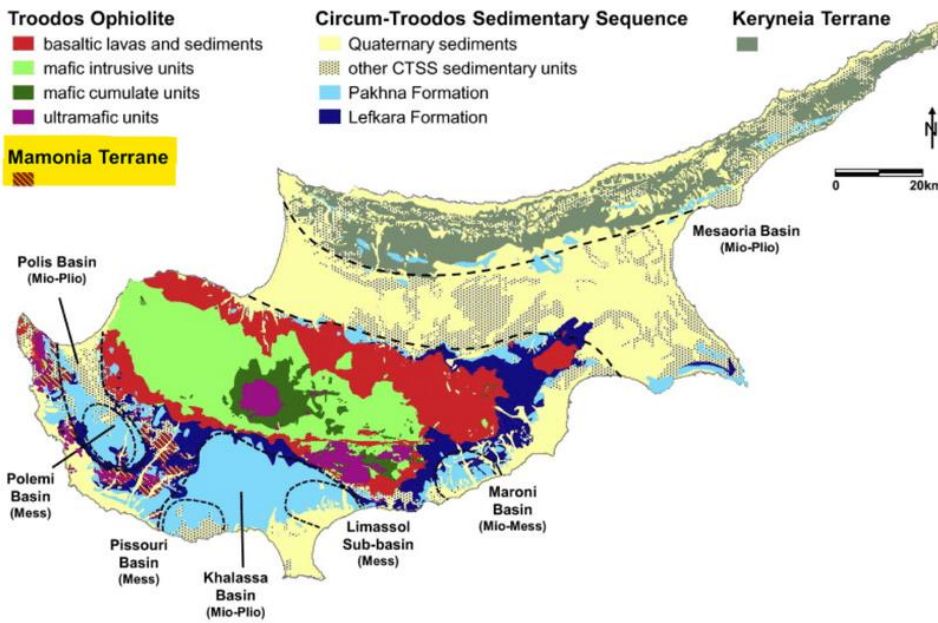 Troodos Ophiolite
basaltic lavas and sediments
mafic intrusive units
mafic cumulate units
ultramafic units
Mamonia Terrane
Circum-Troodos Sedimentary Sequence
Quaternary sediments
other CTSS sedimentary units
Pakhna Formation
Lefkara Formation
Keryneia Terrane
N
0 20km
Mesaoria Basin
(Mio-Plio)
Polis Basin
(Mio-Plio)
Polemi
Basin
(Mess)
Pissouri
Basin
(Mess)
Khalassa
Basin
(Mio-Plio)
Limassol
Sub-basin
(Mess)
Maroni
Basin
(Mio-Mess)